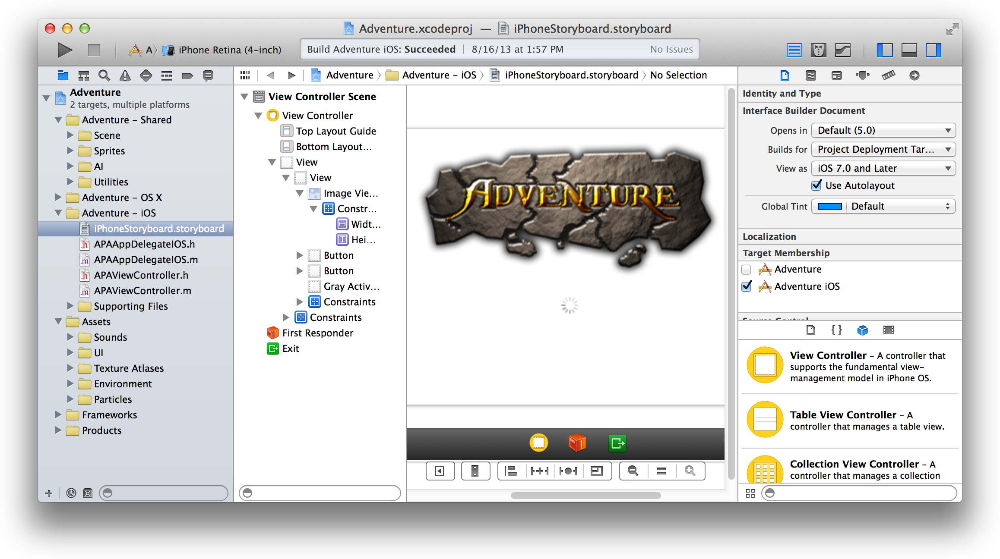 Adventure.xcodeproj — iPhoneStoryboard.storyboard
A iPhone Retina (4-inch)
Build Adventure iOS: Succeeded | 8/16/13 at 1:57 PM
No Issues
Adventure
2 targets, multiple platforms
Adventure – Shared
Scene
Sprites
AI
Utilities
Adventure – OS X
Adventure – iOS
iPhoneStoryboard.storyboard
APAAppDelegateIOS.h
APAAppDelegateIOS.m
APAViewController.h
APAViewController.m
Supporting Files
Assets
Sounds
UI
Texture Atlases
Environment
Particles
Frameworks
Products
Adventure
Adventure – iOS
iPhoneStoryboard.storyboard
No Selection
View Controller Scene
View Controller
Top Layout Guide
Bottom Layout…
View
View
Image Vie…
Constr…
Widt…
Hei…
Button
Button
Gray Activ…
Constraints
Constraints
First Responder
Exit
ADVENTURE
Identity and Type
Interface Builder Document
Opens in Default (5.0)
Builds for Project Deployment Tar…
View as iOS 7.0 and Later
Use Autolayout
Global Tint Default
Localization
Target Membership
Adventure
Adventure iOS
Source Control
View Controller – A controller that
supports the fundamental view-
management model in iPhone OS.
Table View Controller – A
controller that manages a table view.
Collection View Controller – A
controller that manages a collection